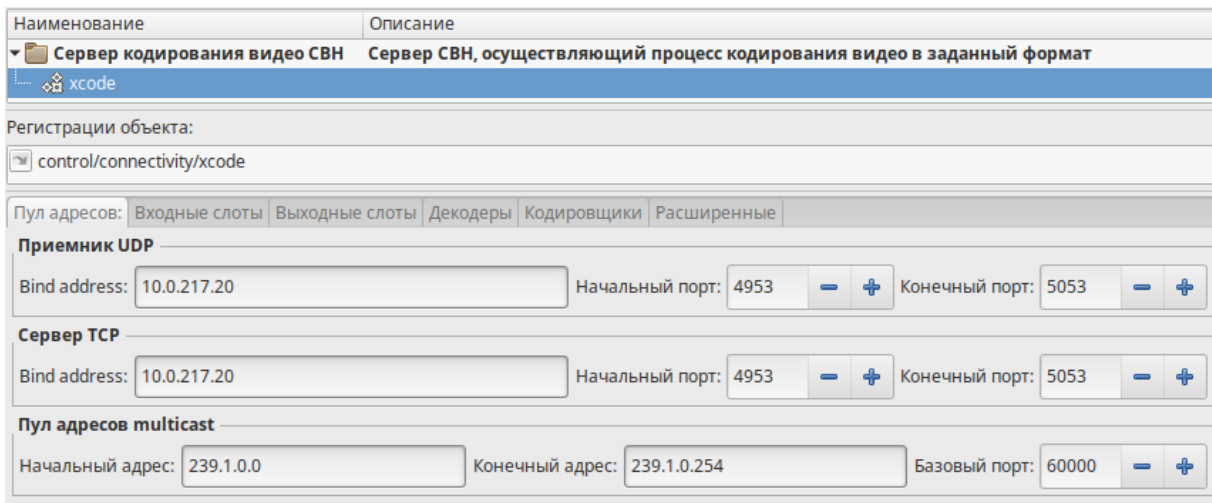 Наименование Описание
Сервер кодирования видео СВН Сервер СВН, осуществляющий процесс кодирования видео в заданный формат
xcode
Регистрации объекта:
control/connectivity/xcode
Пул адресов: Входные слоты Выходные слоты Декодеры Кодировщики Расширенные
Приемник UDP
Bind address: 10.0.217.20 Начальный порт: 4953 Конечный порт: 5053
Сервер TCP
Bind address: 10.0.217.20 Начальный порт: 4953 Конечный порт: 5053
Пул адресов multicast
Начальный адрес: 239.1.0.0 Конечный адрес: 239.1.0.254 Базовый порт: 60000